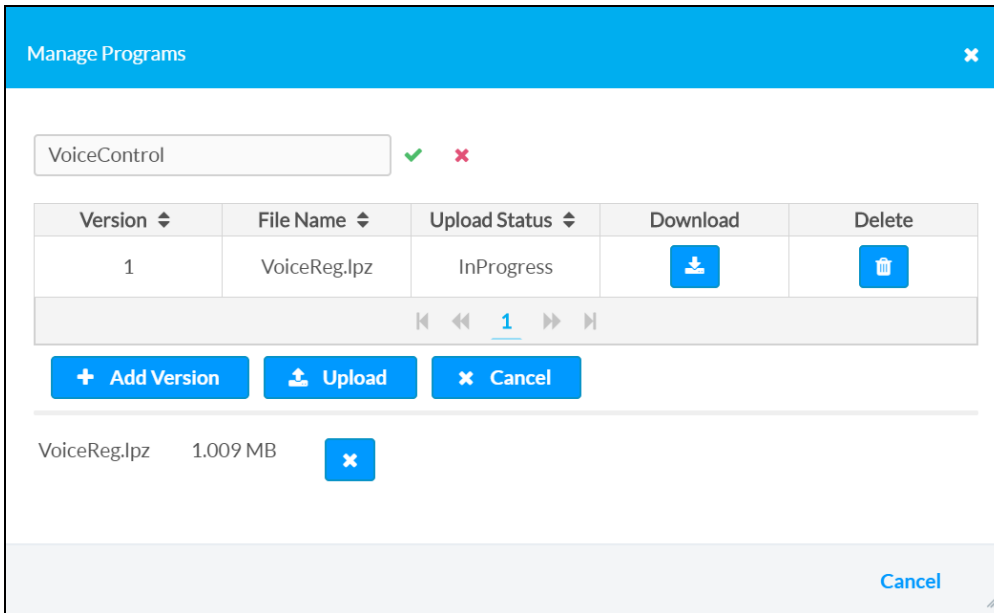 Manage Programs
VoiceControl
Version File Name Upload Status Download Delete
1 VoiceReg.lpz InProgress
1
Add Version Upload Cancel
VoiceReg.lpz 1.009 MB
Cancel